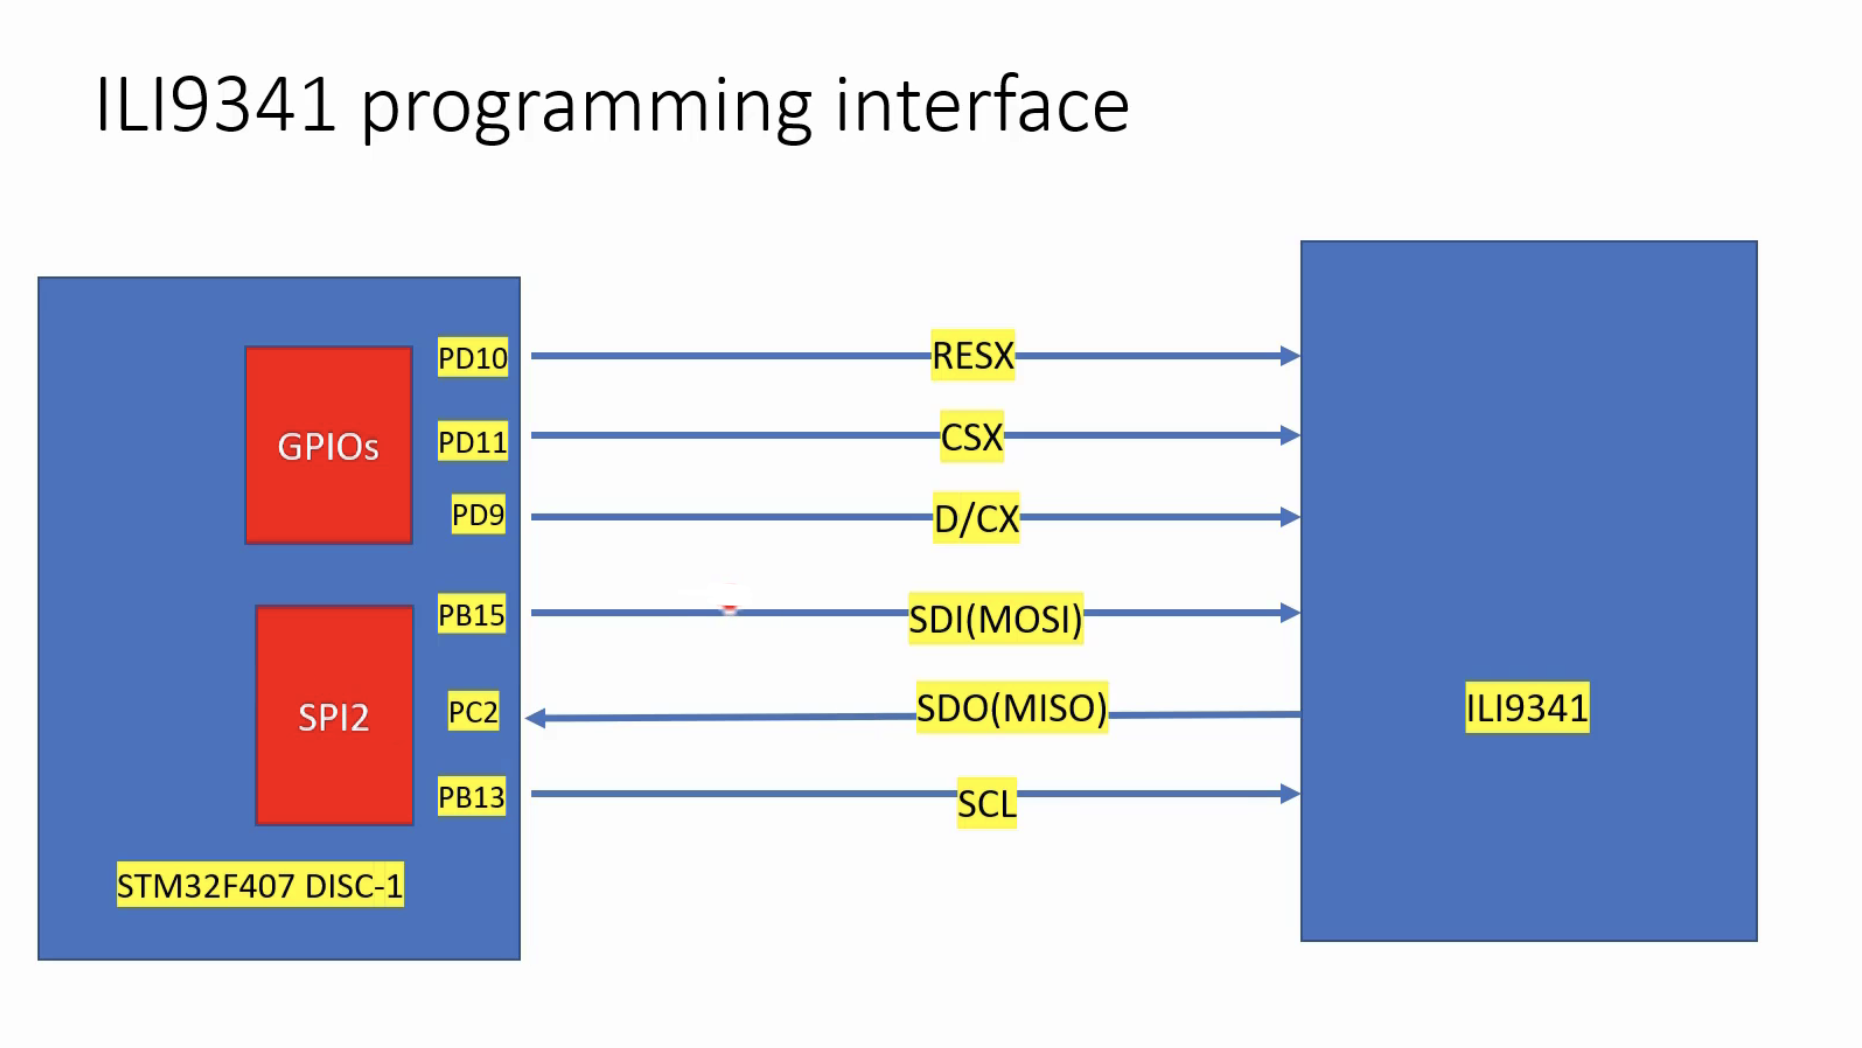 ILI9341 programming interface
PD10
RESX
GPIOs
PD11
CSX
PD9
D/CX
PB15
SDI(MOSI)
SPI2
PC2
SDO(MISO)
ILI9341
PB13
SCL
STM32F407 DISC-1